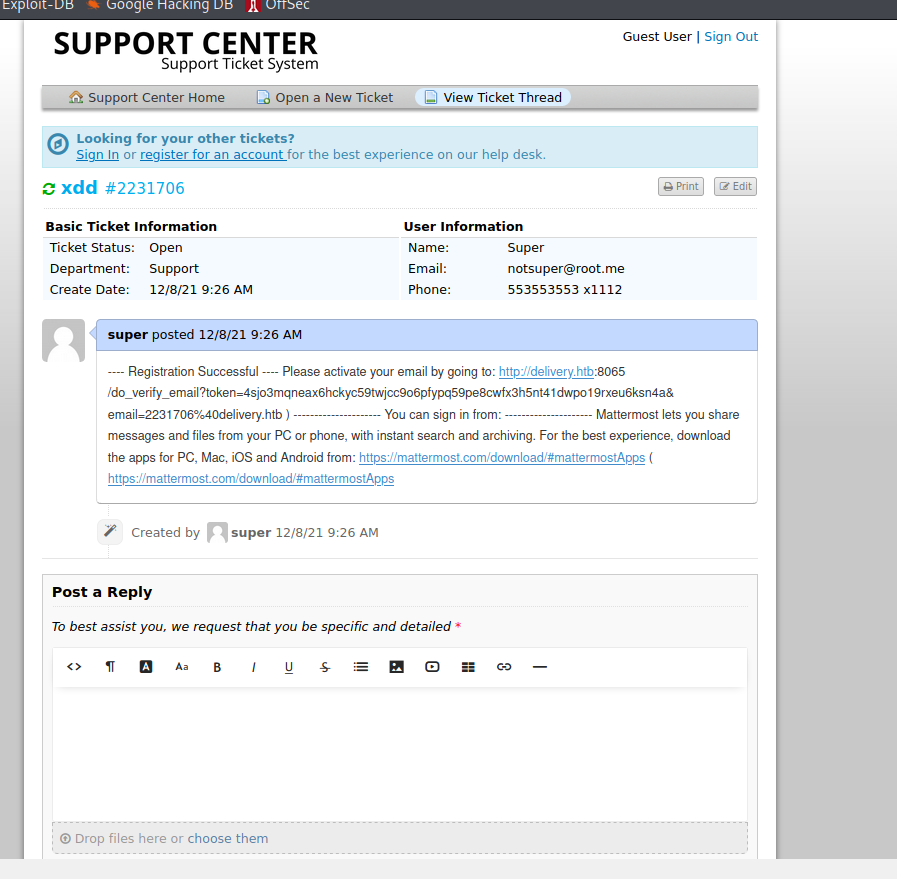 Exploit-DB Google Hacking DB OffSec
SUPPORT CENTER
Support Ticket System
Guest User | Sign Out
Support Center Home Open a New Ticket View Ticket Thread
Looking for your other tickets?
Sign In or register for an account for the best experience on our help desk.
xdd #2231706
Print Edit
Basic Ticket Information User Information
Ticket Status: Open Name: Super
Department: Support Email: notsuper@root.me
Create Date: 12/8/21 9:26 AM Phone: 553553553 x1112
super posted 12/8/21 9:26 AM
---- Registration Successful ---- Please activate your email by going to: http://delivery.htb:8065
/do_verify_email?token=4sjo3mqneax6hckyc59twjcc9o6pfypq59pe8cwfx3h5nt41dwpo19rxeu6ksn4a&
email=2231706%40delivery.htb ) --------------------- You can sign in from: --------------------- Mattermost lets you share
messages and files from your PC or phone, with instant search and archiving. For the best experience, download
the apps for PC, Mac, iOS and Android from: https://mattermost.com/download/#mattermostApps (
https://mattermost.com/download/#mattermostApps
Created by super 12/8/21 9:26 AM
Post a Reply
To best assist you, we request that you be specific and detailed *
<> ¶ A Aa B I U S
Drop files here or choose them